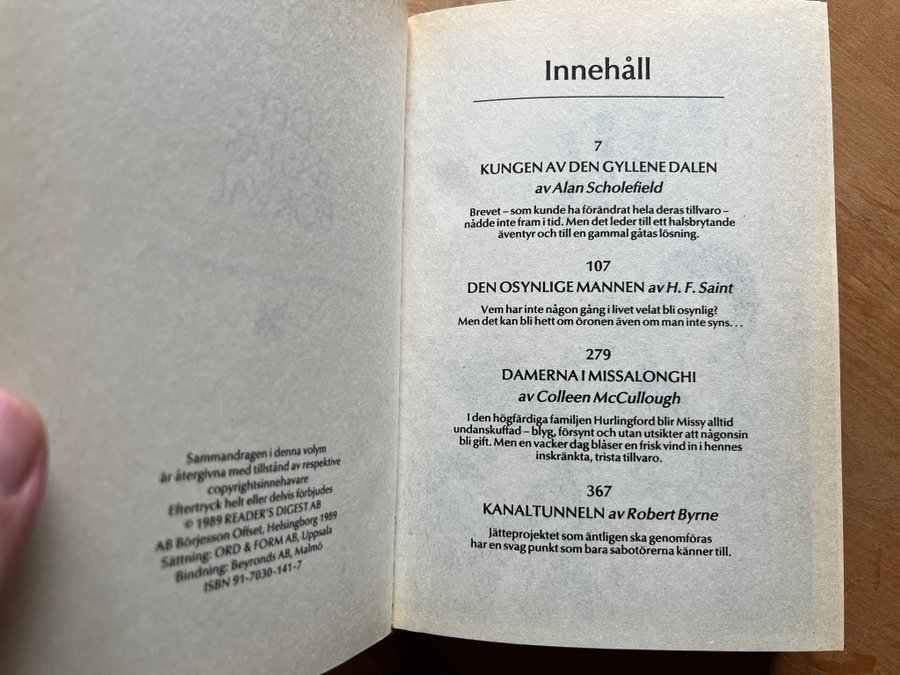 Sammandragen i denna volym
är återgivna med tillstånd av respektive
copyrightsinnehavare
Eftertryck helt eller delvis förbjudes
© 1989 READER'S DIGEST AB
AB Börjesson Offset, Helsingborg 1989
Sättning: ORD & FORM AB, Uppsala
Bindning: Beyronds AB, Malmö
ISBN 91-7030-141-7
Innehåll
7
KUNGEN AV DEN GYLLENE DALEN
av Alan Scholefield
Brevet – som kunde ha förändrat hela deras tillvaro –
nådde inte fram i tid. Men det leder till ett halsbrytande
äventyr och till en gammal gåtas lösning.
107
DEN OSYNLIGE MANNEN av H. F. Saint
Vem har inte någon gång i livet velat bli osynlig?
Men det kan bli hett om öronen även om man inte syns...
279
DAMERNA I MISSALONGHI
av Colleen McCullough
I den högfärdiga familjen Hurlingford blir Missy alltid
undanskuffad – blyg, försynt och utan utsikter att någonsin
bli gift. Men en vacker dag blåser en frisk vind in i hennes
inskränkta, trista tillvaro.
367
KANALTUNNELN av Robert Byrne
Jätteprojektet som äntligen ska genomföras
har en svag punkt som bara sabotörerna känner till.